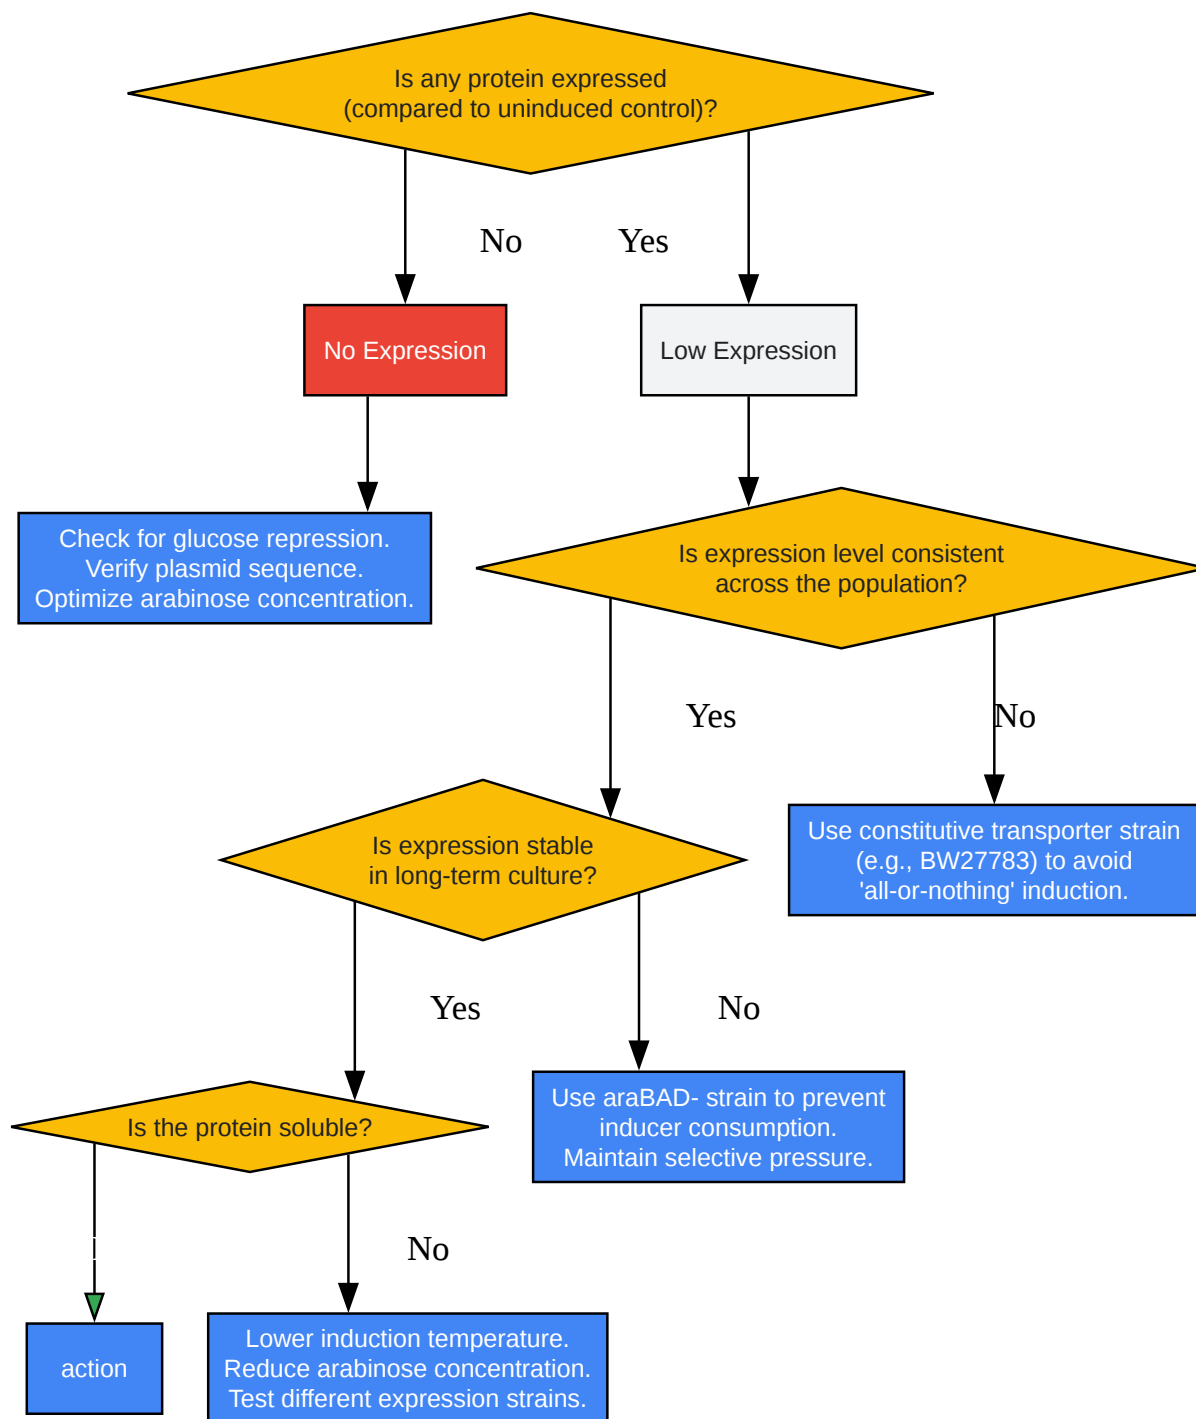 Is any protein expressed
(compared to uninduced control)?
No
Yes
No Expression
Low Expression
Check for glucose repression.
Verify plasmid sequence.
Optimize arabinose concentration.
Is expression level consistent
across the population?
Yes
No
Is expression stable
in long-term culture?
Use constitutive transporter strain
(e.g., BW27783) to avoid
'all-or-nothing' induction.
Yes
No
Is the protein soluble?
Use araBAD- strain to prevent
inducer consumption.
Maintain selective pressure.
No
action
Lower induction temperature.
Reduce arabinose concentration.
Test different expression strains.